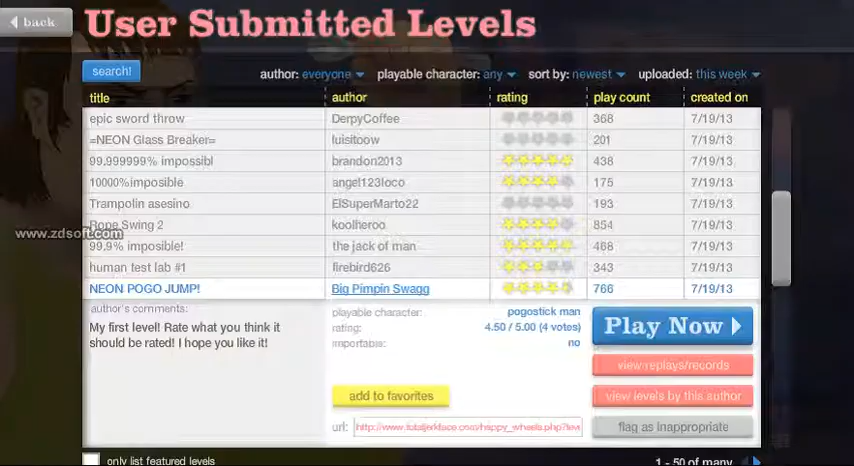 back
User Submitted Levels
search!
author: everyone playable character: any sort by: newest uploaded: this week
title author rating play count created on
epic sword throw DerpyCoffee 368 7/19/13
=NEON Glass Breaker= luisitoow 201 7/19/13
99.999999% impossibl brandon2013 438 7/19/13
10000%imposible angel123loco 175 7/19/13
Trampolin asesino ElSuperMarto22 193 7/19/13
Rope Swing 2 koolheroo 854 7/19/13
www.zdsoft.com
99.9% imposible! the jack of man 468 7/19/13
human test lab #1 firebird626 343 7/19/13
NEON POGO JUMP! Big Pimpin Swagg 766 7/19/13
author's comments:
My first level! Rate what you think it
should be rated! I hope you like it!
playable character: pogostick man
rating: 4.50 / 5.00 (4 votes)
importable: no
add to favorites
url: http://www.totaljerkface.com/happy_wheels.php?leve
Play Now
view replays/records
view levels by this author
flag as inappropriate
only list featured levels
1 - 50 of many